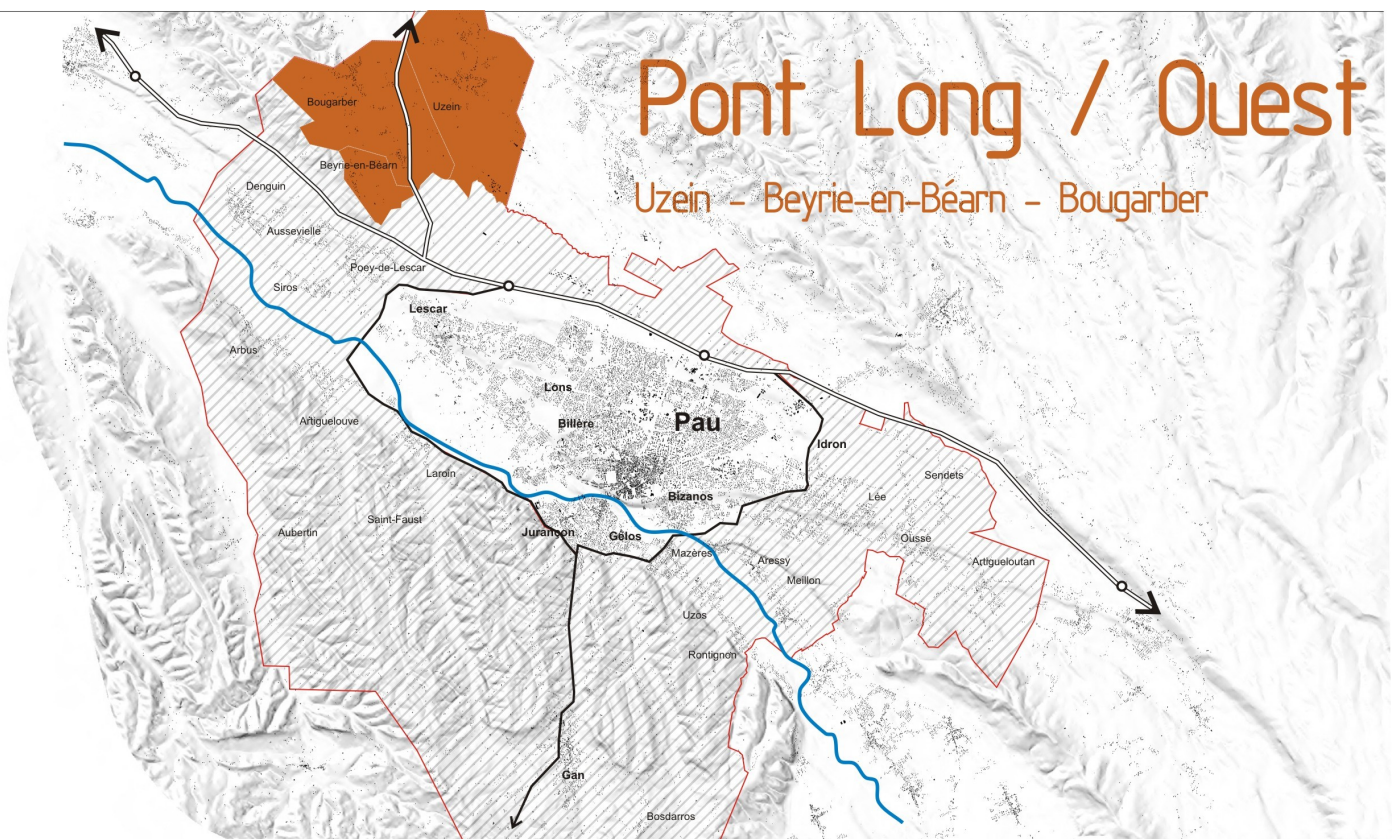 Pont Long / Ouest
Uzein - Beyrie-en-Béarn - Bougarber
Bougarber
Uzein
Beyrie-en-Béarn
Denguin
Aussevielle
Poey-de-Lescar
Siros
Lescar
Arbus
Lons
Artiguelouve
Billère
Pau
Idron
Laroin
Sendets
Lée
Bizanos
Saint-Faust
Aubertin
Jurançon
Gelos
Ousse
Mazères
Aressy
Artigueloutan
Meillon
Uzos
Rontignon
Gan
Bosdarros